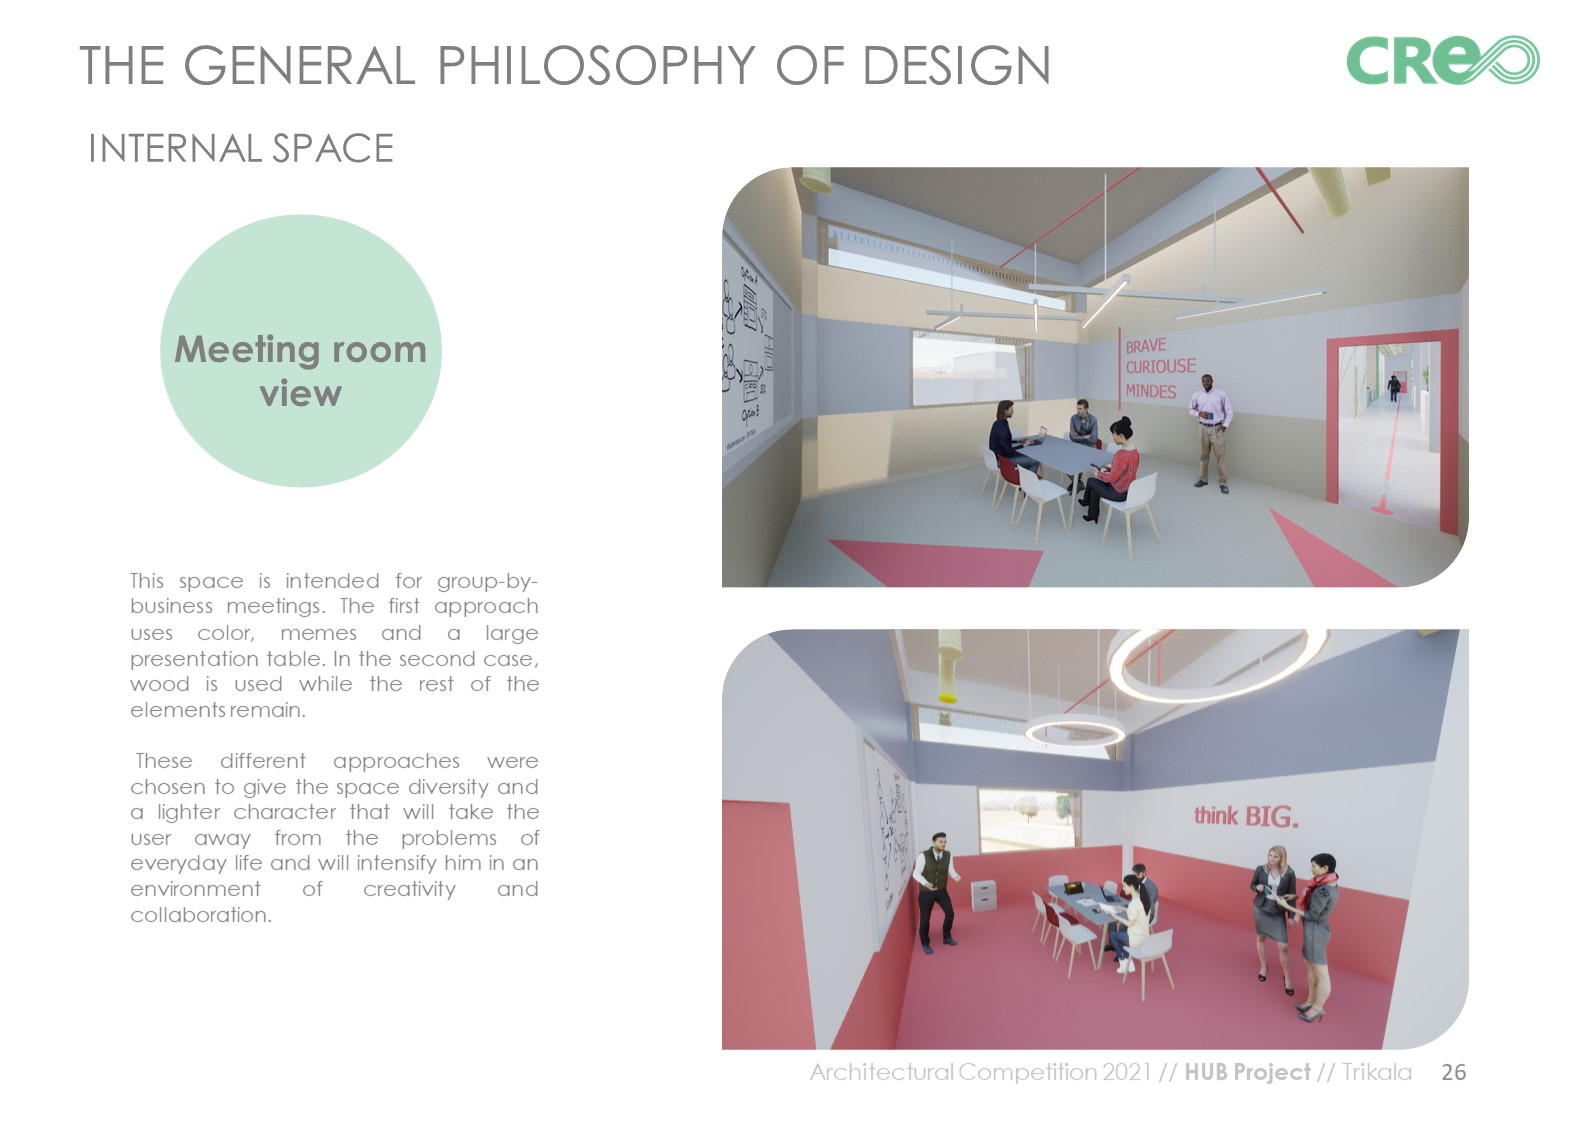 THE GENERAL PHILOSOPHY OF DESIGN
CREO
INTERNAL SPACE
Meeting room
view
This space is intended for group-by-
business meetings. The first approach
uses color, memes and a large
presentation table. In the second case,
wood is used while the rest of the
elements remain.
These different approaches were
chosen to give the space diversity and
a lighter character that will take the
user away from the problems of
everyday life and will intensify him in an
environment of creativity and
collaboration.
Option A
Option B
BRAVE
CURIOUSE
MINDES
think BIG.
Architectural Competition 2021 // HUB Project // Trikala 26